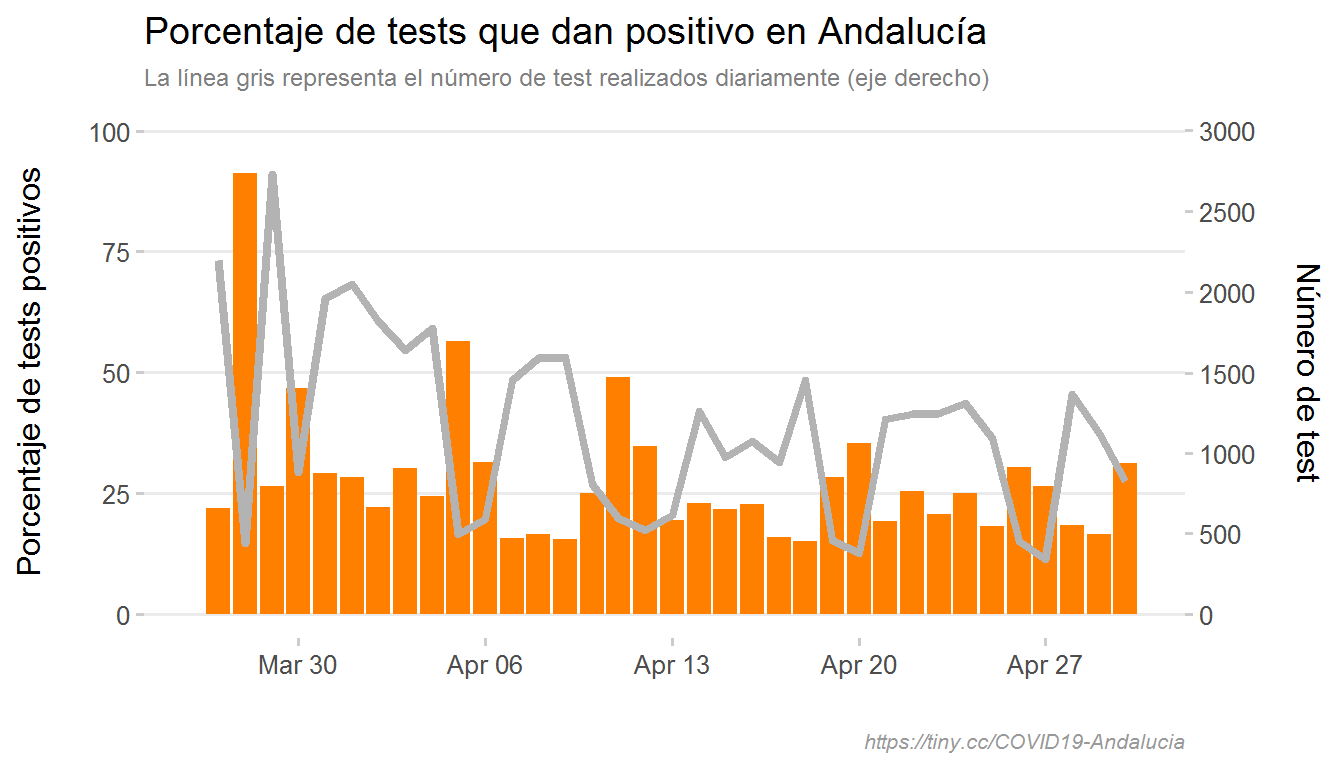 Porcentaje de tests que dan positivo en Andalucía
La línea gris representa el número de test realizados diariamente (eje derecho)
Porcentaje de tests positivos
100
75
50
25
0
3000
2500
2000
1500
1000
500
0
Número de test
Mar 30
Apr 06
Apr 13
Apr 20
Apr 27
https://tiny.cc/COVID19-Andalucia